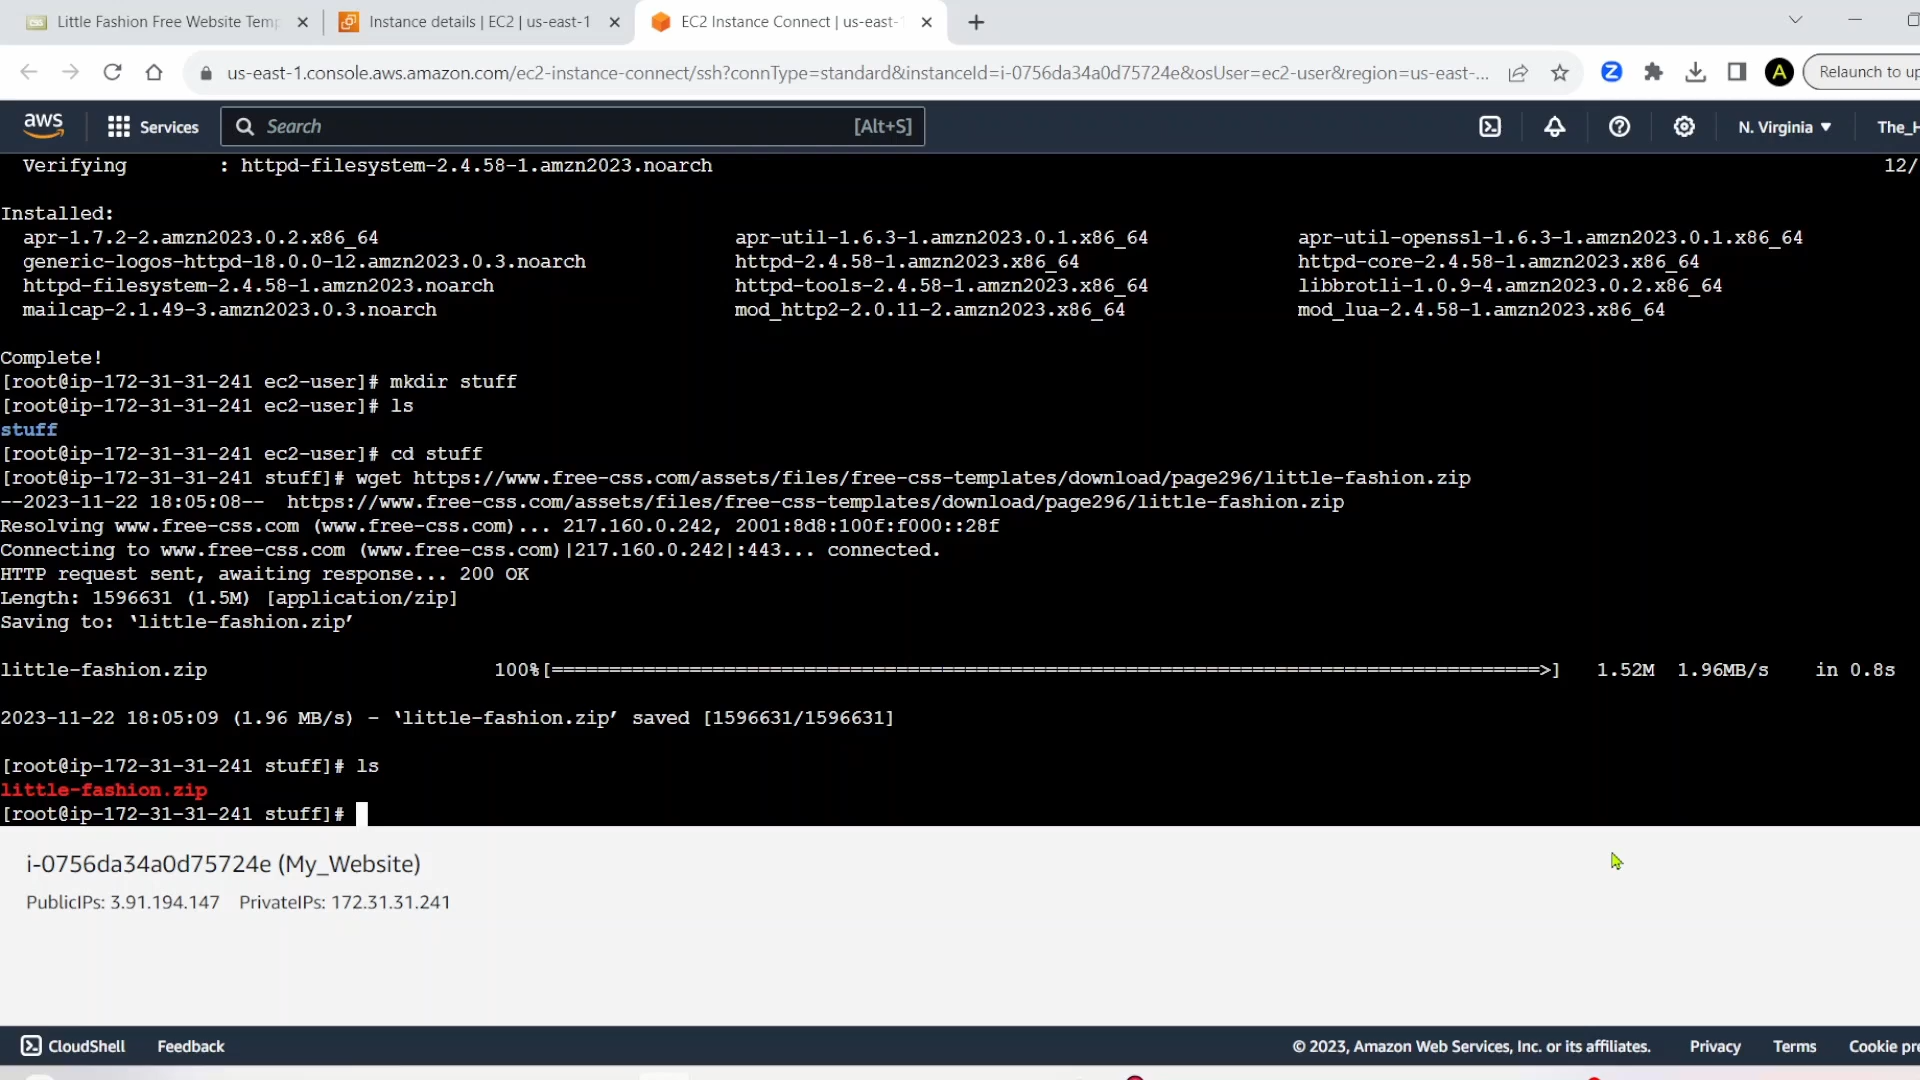 Little Fashion Free Website Temp
Instance details | EC2 | us-east-1
EC2 Instance Connect | us-east-1
us-east-1.console.aws.amazon.com/ec2-instance-connect/ssh?connType=standard&instanceId=i-0756da34a0d75724e&osUser=ec2-user&region=us-east-...
A
Relaunch to up
aws
Services
Search
[Alt+S]
N. Virginia
The_H
Verifying : httpd-filesystem-2.4.58-1.amzn2023.noarch 12/
Installed:
apr-1.7.2-2.amzn2023.0.2.x86_64 apr-util-1.6.3-1.amzn2023.0.1.x86_64 apr-util-openssl-1.6.3-1.amzn2023.0.1.x86_64
generic-logos-httpd-18.0.0-12.amzn2023.0.3.noarch httpd-2.4.58-1.amzn2023.x86_64 httpd-core-2.4.58-1.amzn2023.x86_64
httpd-filesystem-2.4.58-1.amzn2023.noarch httpd-tools-2.4.58-1.amzn2023.x86_64 libbrotli-1.0.9-4.amzn2023.0.2.x86_64
mailcap-2.1.49-3.amzn2023.0.3.noarch mod_http2-2.0.11-2.amzn2023.x86_64 mod_lua-2.4.58-1.amzn2023.x86_64
Complete!
[root@ip-172-31-31-241 ec2-user]# mkdir stuff
[root@ip-172-31-31-241 ec2-user]# ls
stuff
[root@ip-172-31-31-241 ec2-user]# cd stuff
[root@ip-172-31-31-241 stuff]# wget https://www.free-css.com/assets/files/free-css-templates/download/page296/little-fashion.zip
--2023-11-22 18:05:08-- https://www.free-css.com/assets/files/free-css-templates/download/page296/little-fashion.zip
Resolving www.free-css.com (www.free-css.com)... 217.160.0.242, 2001:8d8:100f:f000::28f
Connecting to www.free-css.com (www.free-css.com)|217.160.0.242|:443... connected.
HTTP request sent, awaiting response... 200 OK
Length: 1596631 (1.5M) [application/zip]
Saving to: ‘little-fashion.zip’
little-fashion.zip 100%[======================================================================================>] 1.52M 1.96MB/s in 0.8s
2023-11-22 18:05:09 (1.96 MB/s) - ‘little-fashion.zip’ saved [1596631/1596631]
[root@ip-172-31-31-241 stuff]# ls
little-fashion.zip
[root@ip-172-31-31-241 stuff]#
i-0756da34a0d75724e (My_Website)
PublicIPs: 3.91.194.147 PrivateIPs: 172.31.31.241
CloudShell
Feedback
© 2023, Amazon Web Services, Inc. or its affiliates.
Privacy
Terms
Cookie pre